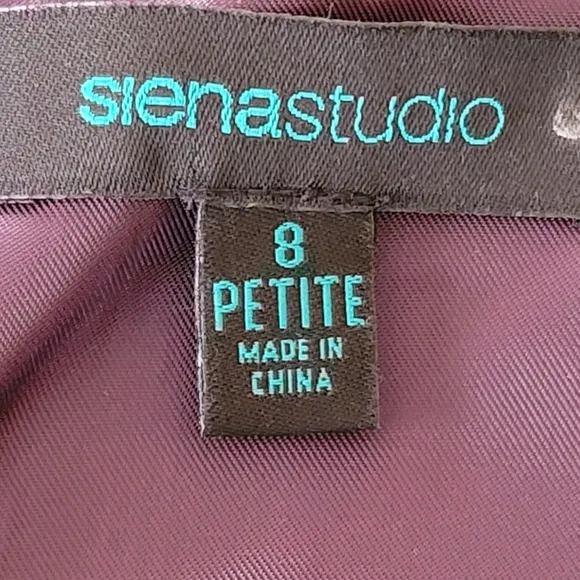 sienastudio
8
PETITE
MADE IN
CHINA